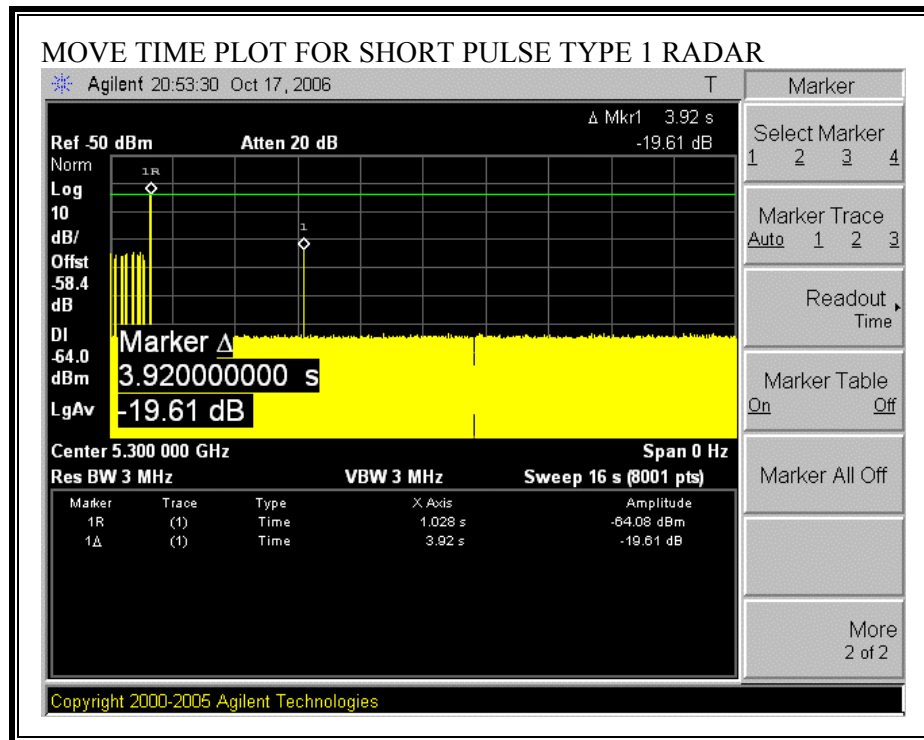 MOVE TIME PLOT FOR SHORT PULSE TYPE 1 RADAR
Agilent 20:53:30 Oct 17, 2006 T
Δ Mkr1 3.92 s
Ref -50 dBm Atten 20 dB -19.61 dB
Norm
Log
10
dB/
Offst
-58.4
dB
DI
-64.0
dBm
LgAv
1R
1
Marker Δ
3.920000000 s
-19.61 dB
Center 5.300 000 GHz Span 0 Hz
Res BW 3 MHz VBW 3 MHz Sweep 16 s (8001 pts)
Marker Trace Type X Axis Amplitude
1R (1) Time 1.028 s -64.08 dBm
1Δ (1) Time 3.92 s -19.61 dB
Copyright 2000-2005 Agilent Technologies
Marker
Select Marker
1 2 3 4
Marker Trace
Auto 1 2 3
Readout
Time
Marker Table
On Off
Marker All Off
More
2 of 2